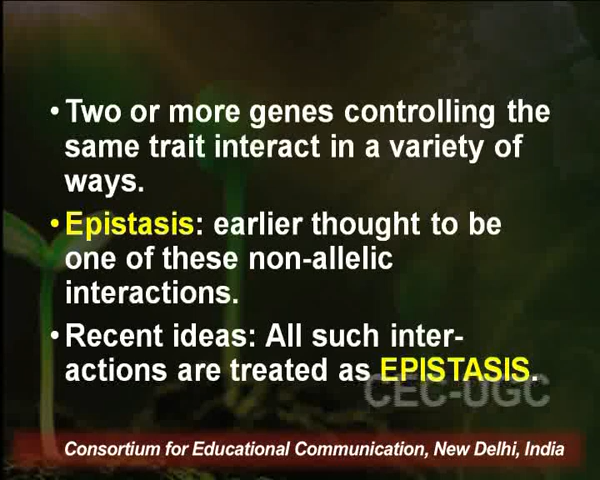 • Two or more genes controlling the
same trait interact in a variety of
ways.
• Epistasis: earlier thought to be
one of these non-allelic
interactions.
• Recent ideas: All such inter-
actions are treated as EPISTASIS.
CEC-UGC
Consortium for Educational Communication, New Delhi, India